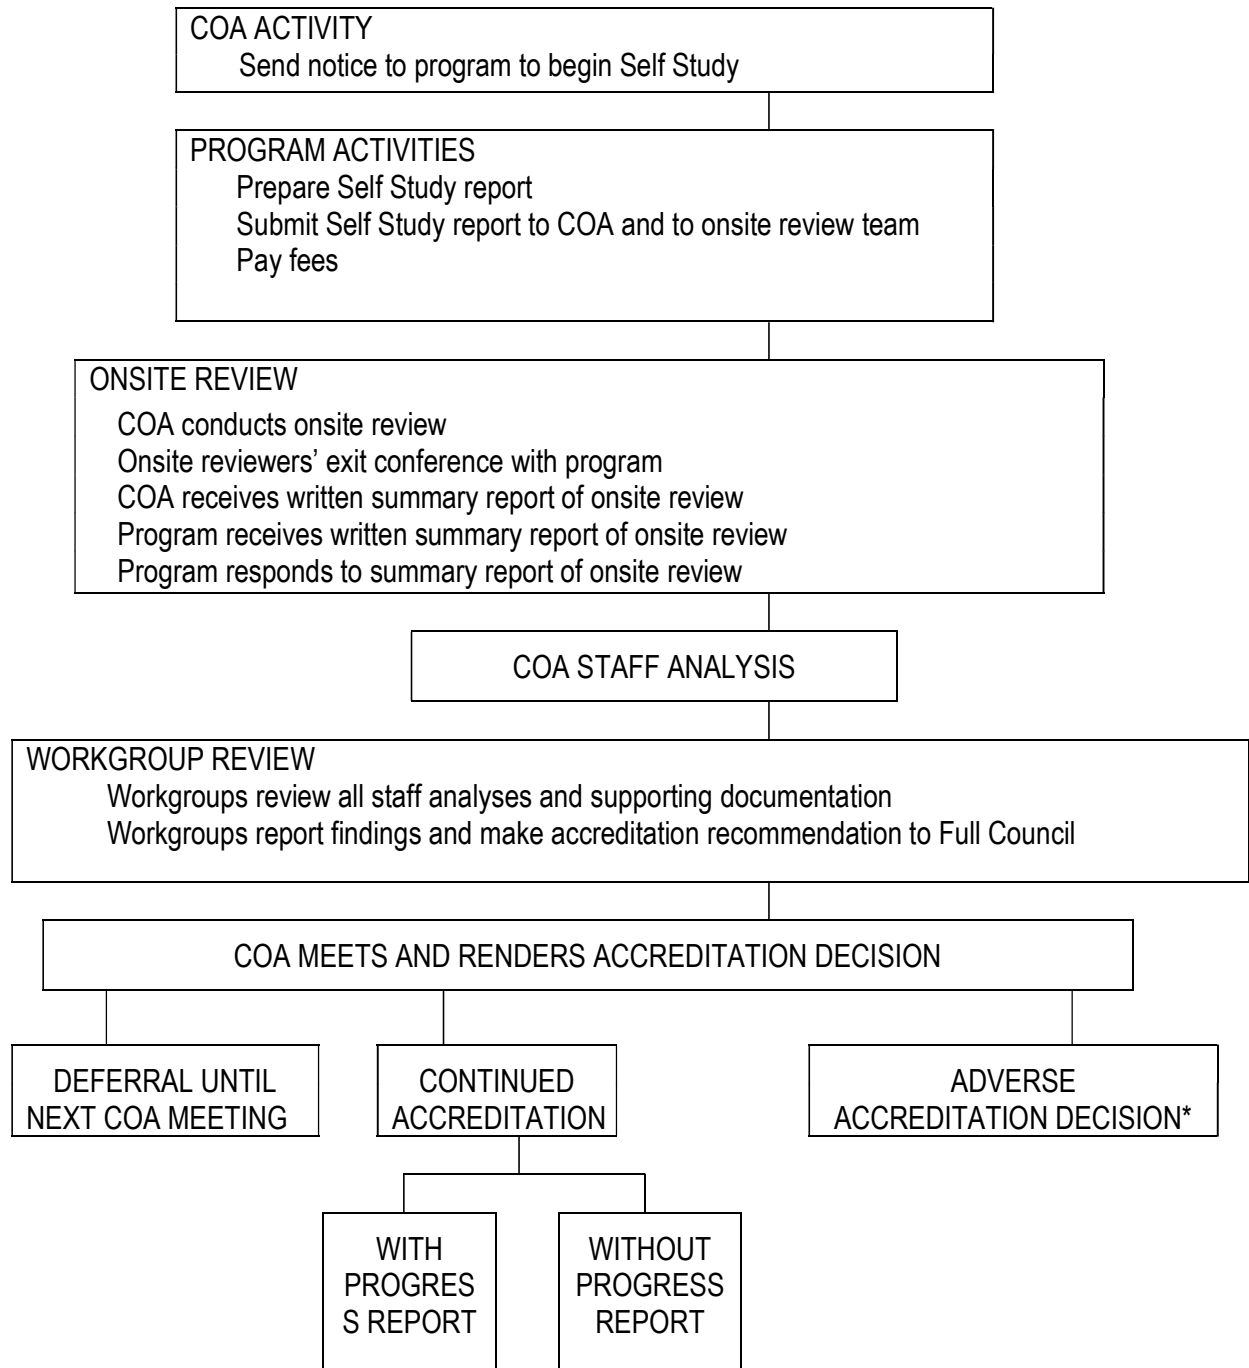 COA ACTIVITY
Send notice to program to begin Self Study
PROGRAM ACTIVITIES
Prepare Self Study report
Submit Self Study report to COA and to onsite review team
Pay fees
ONSITE REVIEW
COA conducts onsite review
Onsite reviewers’ exit conference with program
COA receives written summary report of onsite review
Program receives written summary report of onsite review
Program responds to summary report of onsite review
COA STAFF ANALYSIS
WORKGROUP REVIEW
Workgroups review all staff analyses and supporting documentation
Workgroups report findings and make accreditation recommendation to Full Council
COA MEETS AND RENDERS ACCREDITATION DECISION
DEFERRAL UNTIL
NEXT COA MEETING
CONTINUED
ACCREDITATION
ADVERSE
ACCREDITATION DECISION*
WITH
PROGRES
S REPORT
WITHOUT
PROGRESS
REPORT